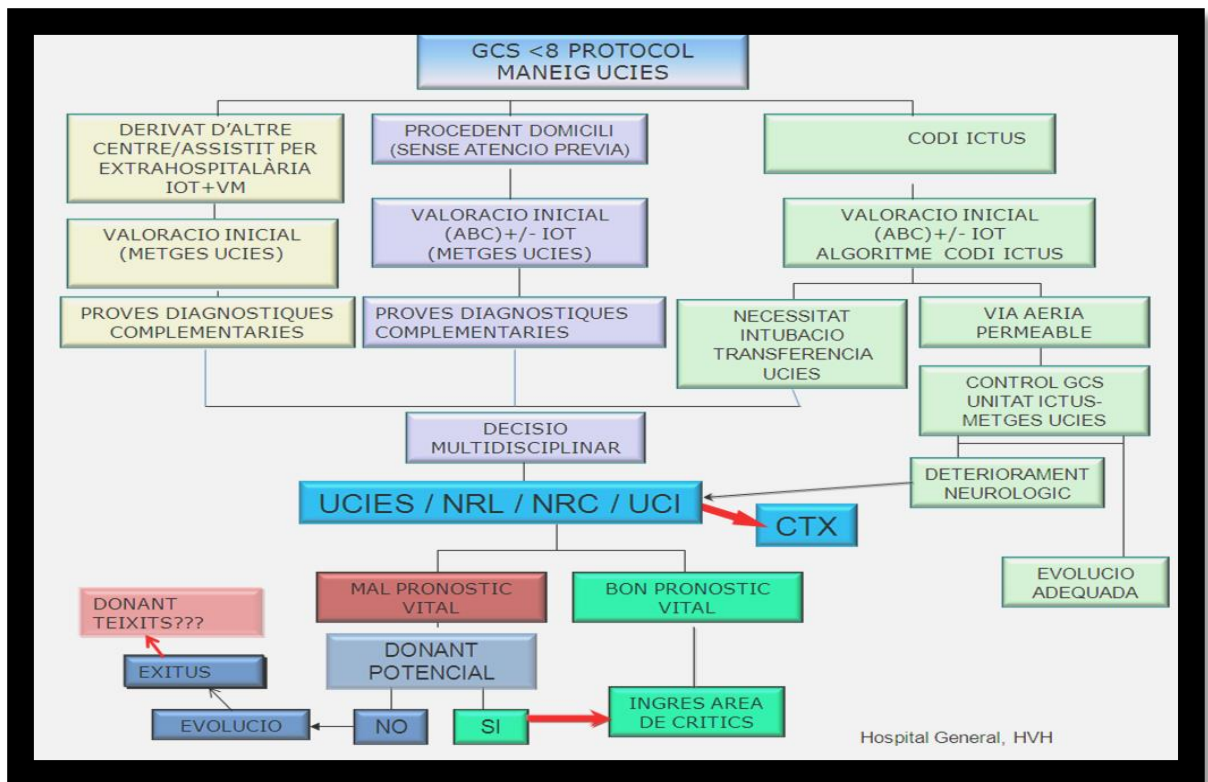 GCS <8 PROTOCOL
MANEIG UCIES
DERIVAT D'ALTRE
CENTRE/ASSISTIT PER
EXTRAHOSPITALÀRIA
IOT+VM
PROCEDENT DOMICILI
(SENSE ATENCIO PREVIA)
CODI ICTUS
VALORACIO INICIAL
(METGES UCIES)
VALORACIO INICIAL
(ABC)+/- IOT
(METGES UCIES)
VALORACIO INICIAL
(ABC)+/- IOT
ALGORITME CODI ICTUS
PROVES DIAGNOSTIQUES
COMPLEMENTARIES
PROVES DIAGNOSTIQUES
COMPLEMENTARIES
NECESSITAT
INTUBACIO
TRANSFERENCIA
UCIES
VIA AERIA
PERMEABLE
CONTROL GCS
UNITAT ICTUS-
METGES UCIES
DECISIO
MULTIDISCIPLINAR
DETERIORAMENT
NEUROLOGIC
UCIES / NRL / NRC / UCI
CTX
EVOLUCIO
ADEQUADA
MAL PRONOSTIC
VITAL
BON PRONOSTIC
VITAL
DONANT
TEIXITS???
DONANT
POTENCIAL
EXITUS
EVOLUCIO
NO
SI
INGRES AREA
DE CRITICS
Hospital General, HVH